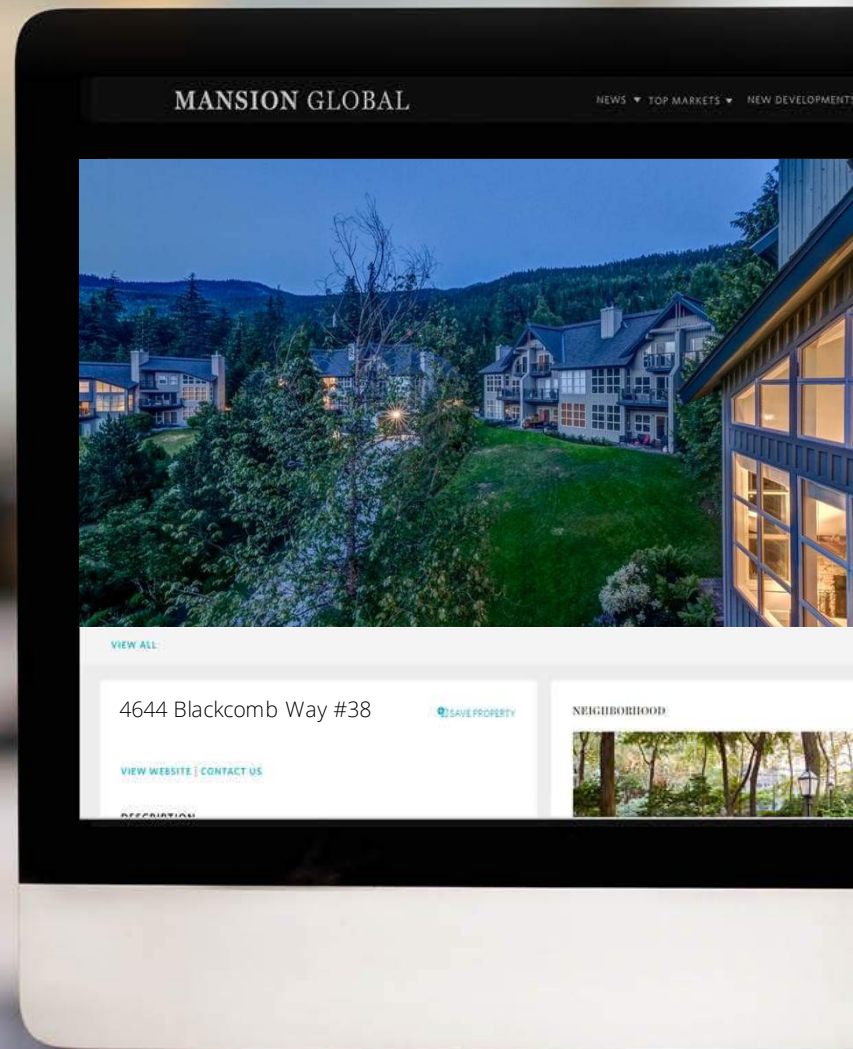 MANSION GLOBAL
NEWS TOP MARKETS NEW DEVELOPMENTS
VIEW ALL
4644 Blackcomb Way #38
SAVE PROPERTY
NEIGHBORHOOD
VIEW WEBSITE | CONTACT US
DESCRIPTION